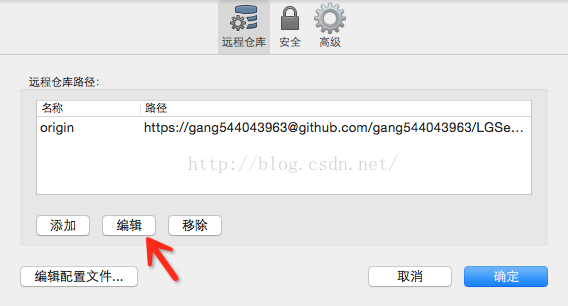 远程仓库 安全 高级
远程仓库路径:
名称 路径
origin https://gang544043963@github.com/gang544043963/LGSe...
http://blog.csdn.net/
添加 编辑 移除
编辑配置文件... 取消 确定